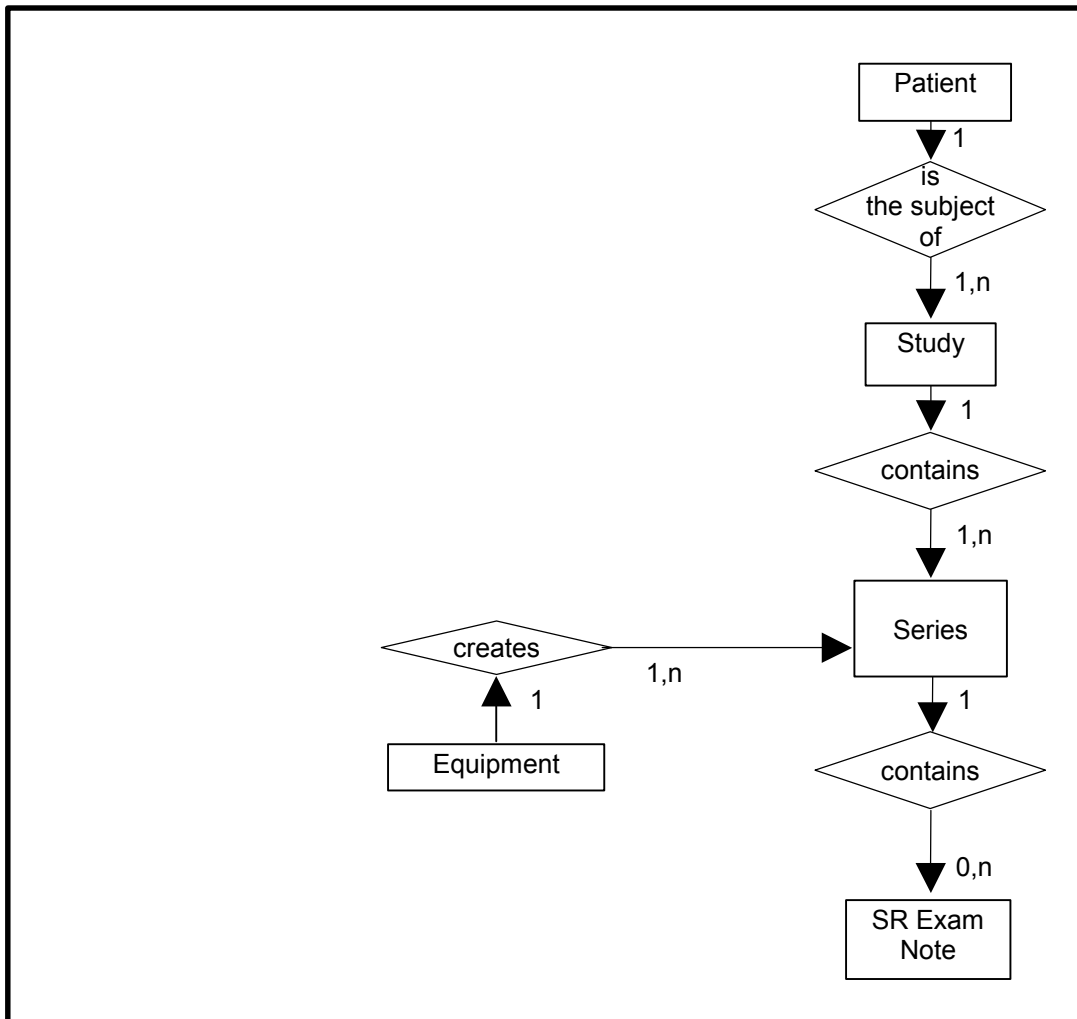 Patient
1
is
the subject
of
1,n
Study
1
contains
1,n
Series
creates
1,n
1
1
Equipment
contains
0,n
SR Exam
Note